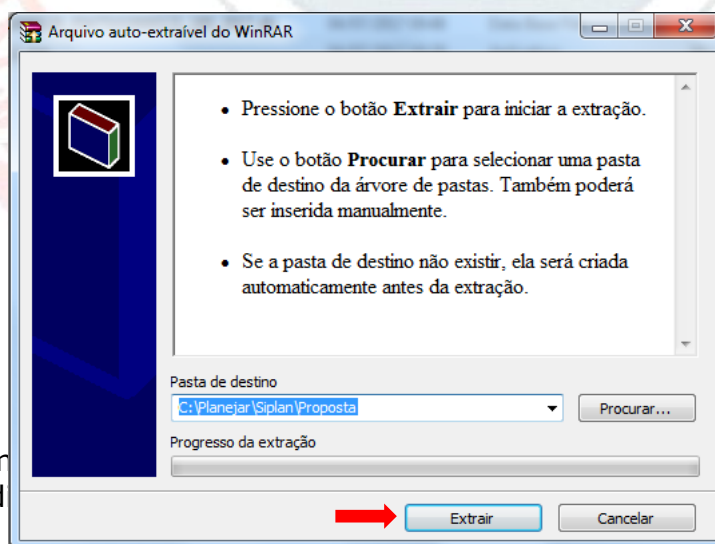 Arquivo auto-extraível do WinRAR
• Pressione o botão Extrair para iniciar a extração.
• Use o botão Procurar para selecionar uma pasta
de destino da árvore de pastas. Também poderá
ser inserida manualmente.
• Se a pasta de destino não existir, ela será criada
automaticamente antes da extração.
Pasta de destino
C:\Planejar\Siplan\Proposta
Procurar...
Progresso da extração
Extrair
Cancelar